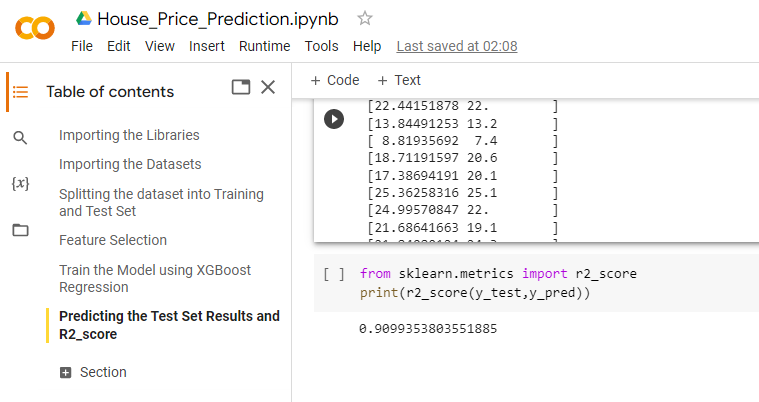 House_Price_Prediction.ipynb
File Edit View Insert Runtime Tools Help Last saved at 02:08
Table of contents
Importing the Libraries
Importing the Datasets
Splitting the dataset into Training
and Test Set
Feature Selection
Train the Model using XGBoost
Regression
Predicting the Test Set Results and
R2_score
Section
{x}
+ Code + Text
[22.44151878 22.        ]
[13.84491253 13.2       ]
[ 8.81935692  7.4       ]
[18.71191597 20.6       ]
[17.38694191 20.1       ]
[25.36258316 25.1       ]
[24.99570847 22.        ]
[21.68641663 19.1       ]
[ ] from sklearn.metrics import r2_score
print(r2_score(y_test,y_pred))
0.9099353803551885